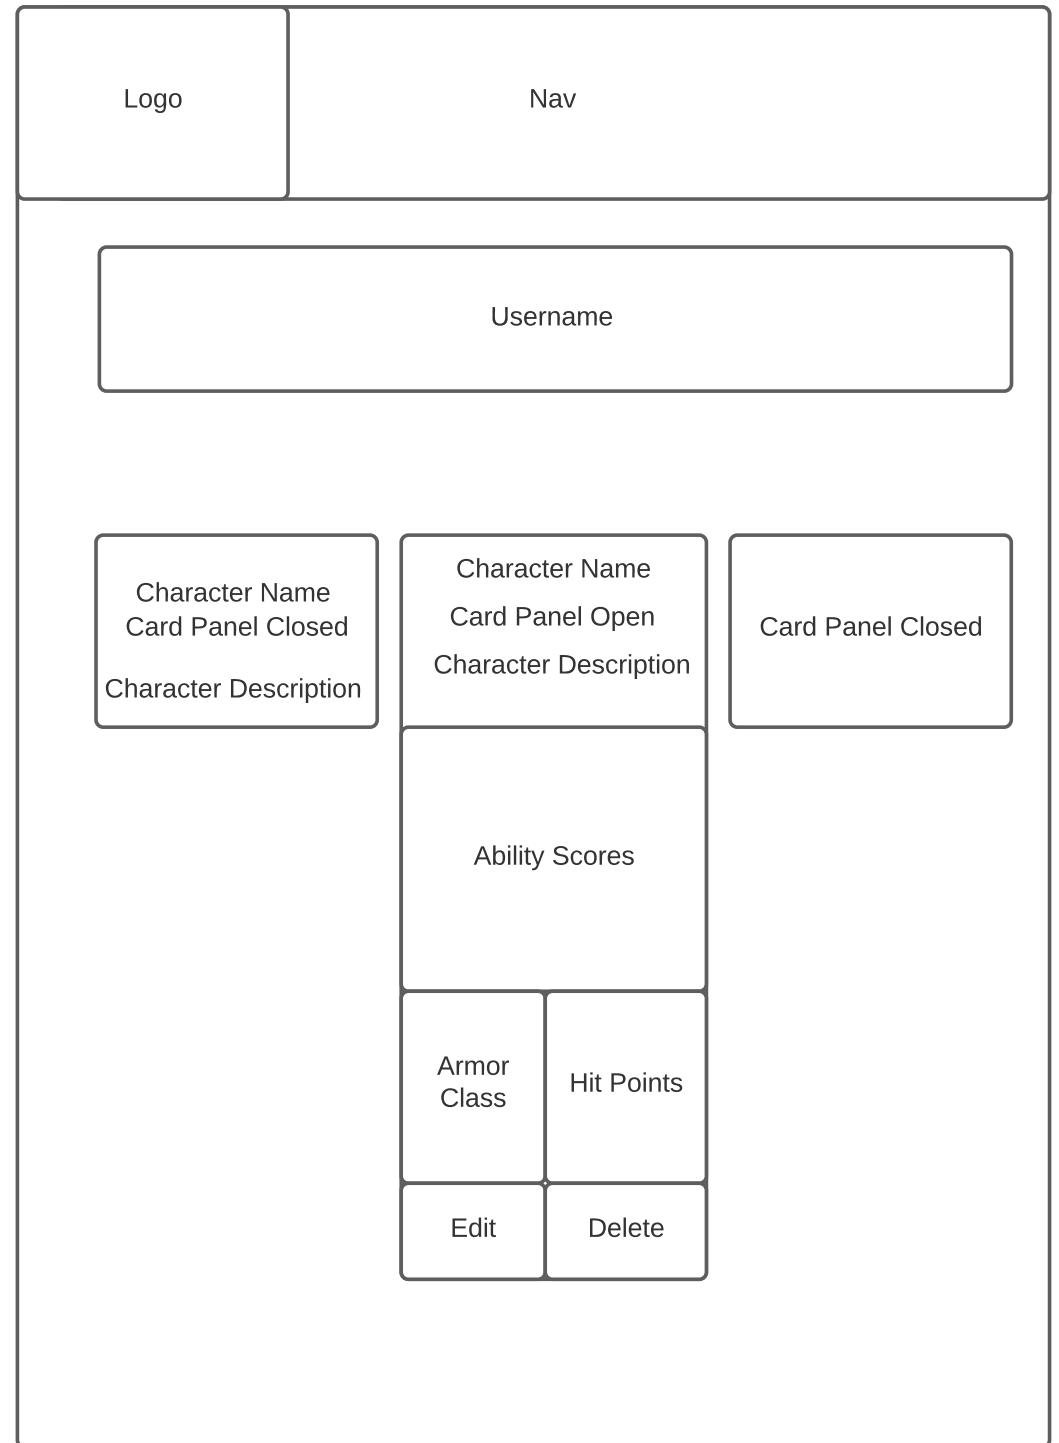 Logo
Nav
Username
Character Name
Card Panel Closed
Character Description
Character Name
Card Panel Open
Character Description
Card Panel Closed
Ability Scores
Armor
Class
Hit Points
Edit
Delete